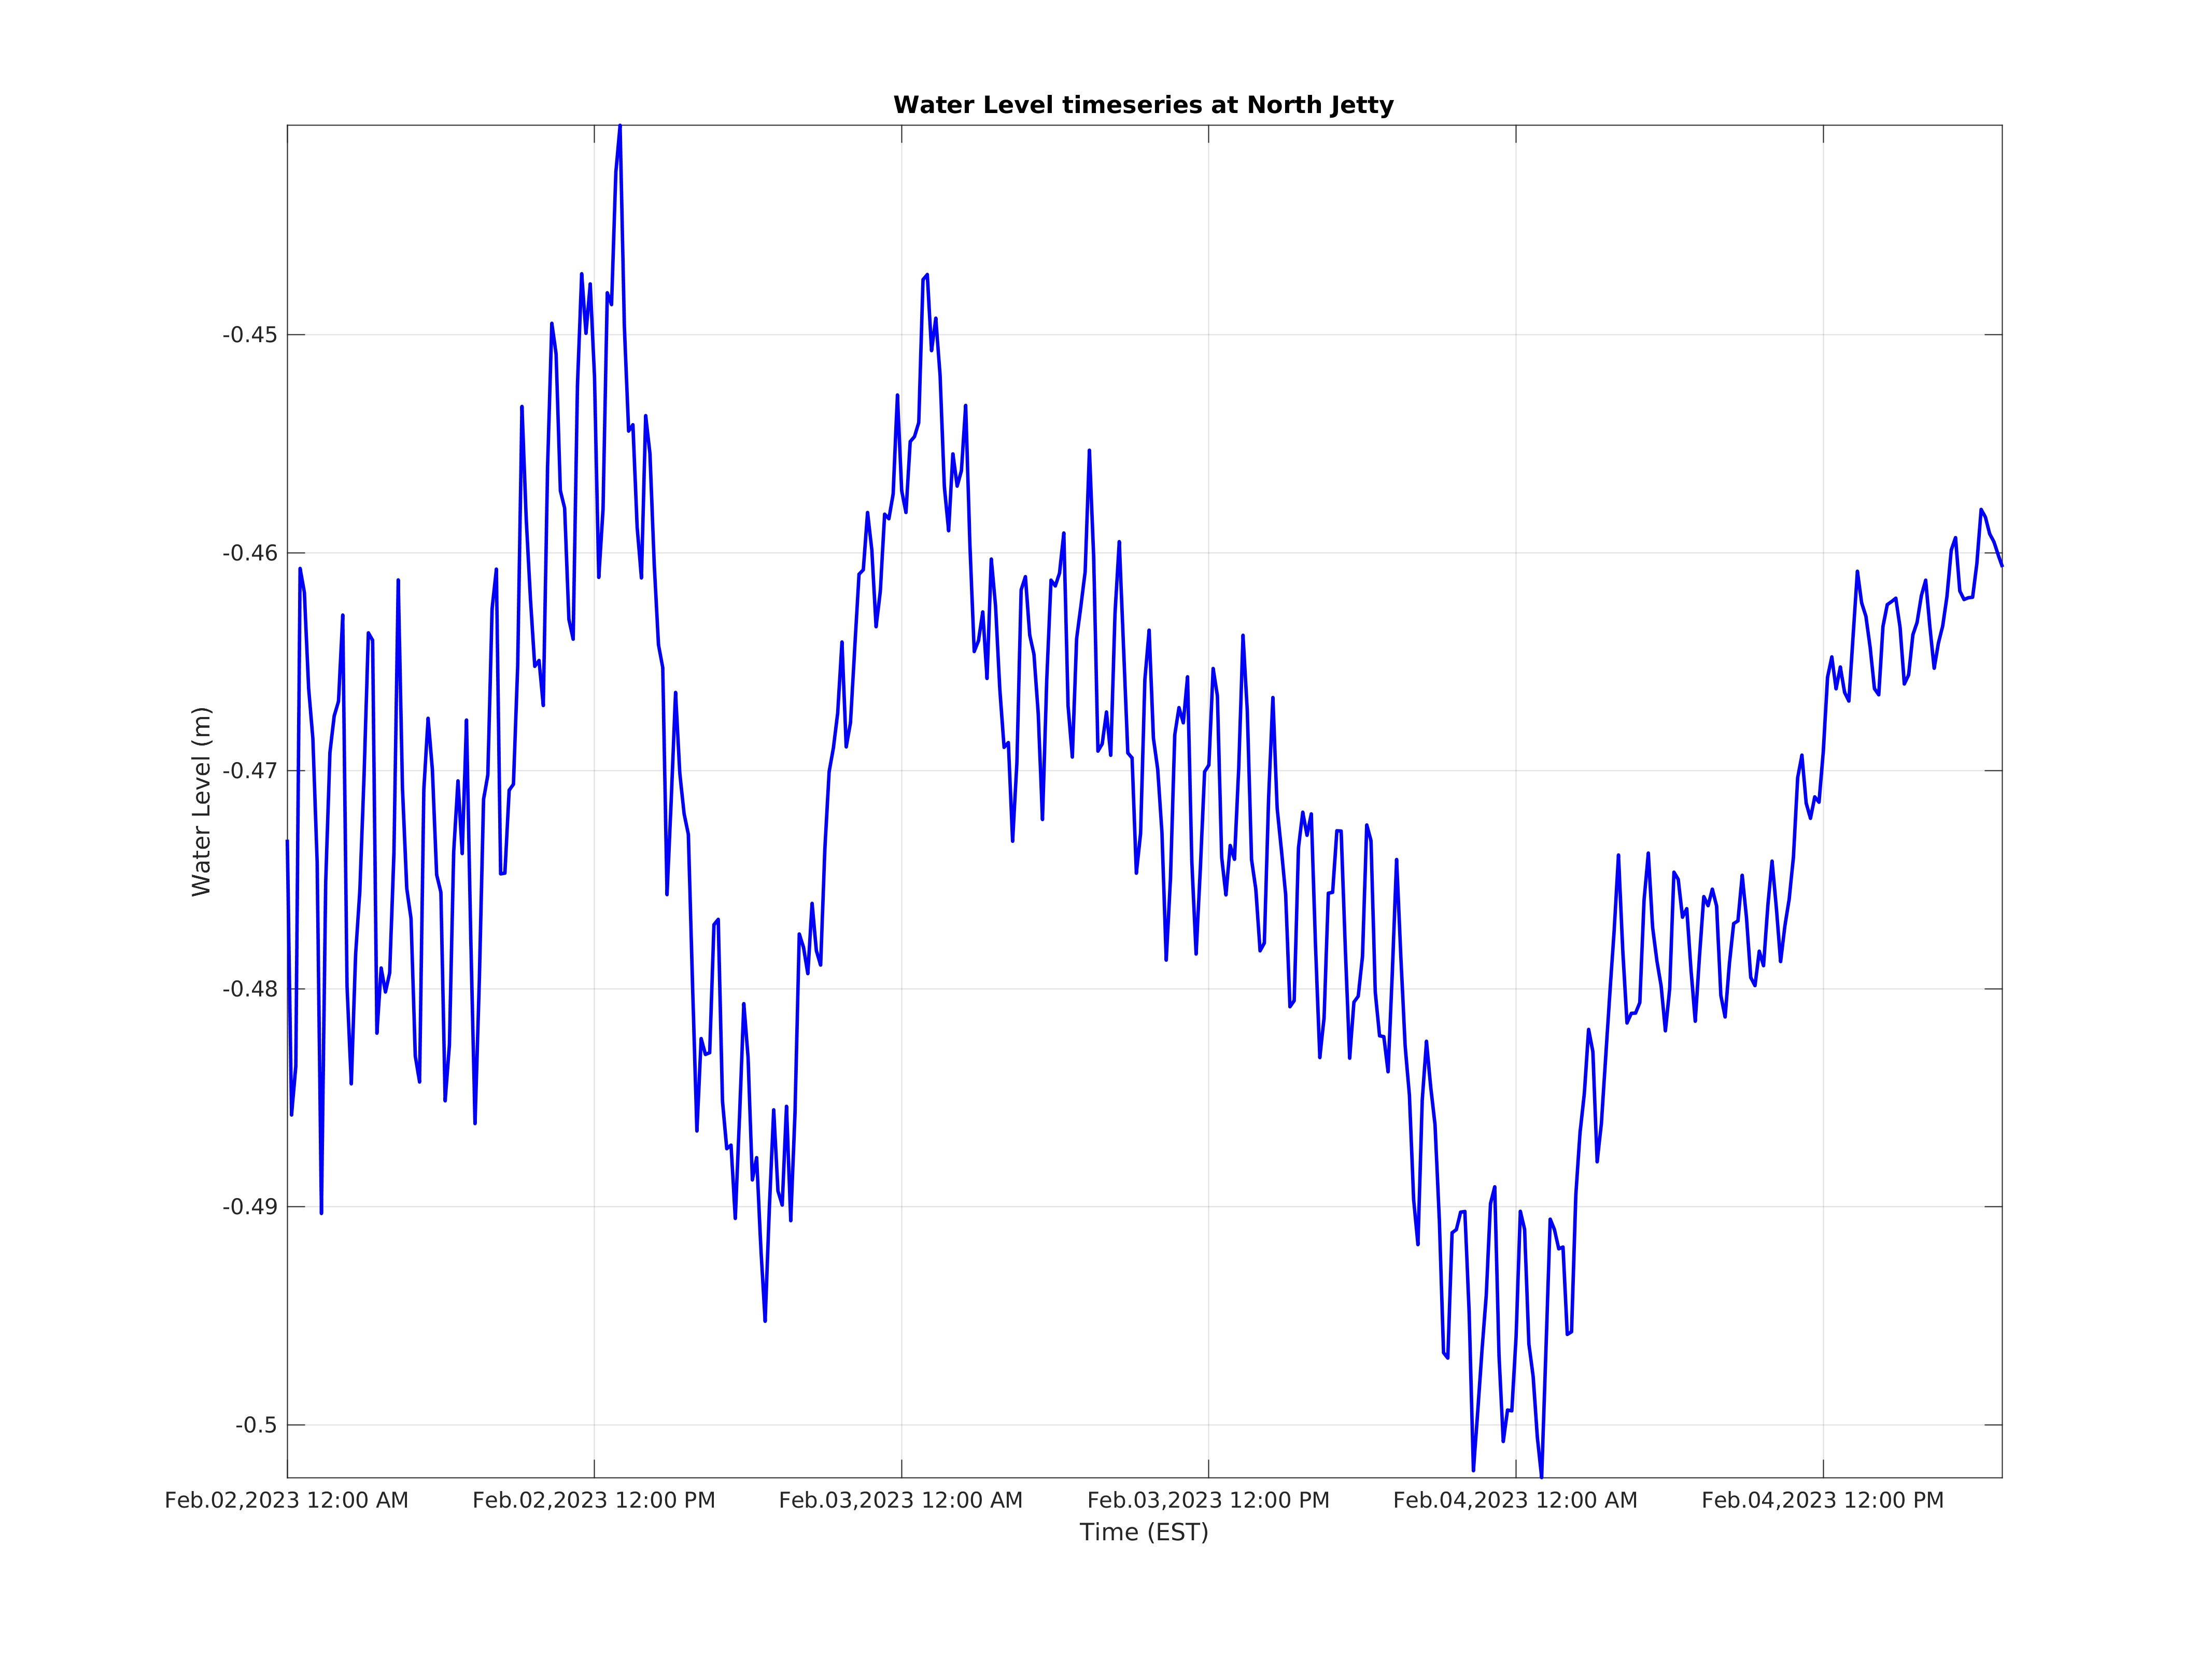 Water Level timeseries at North Jetty
-0.45
-0.46
-0.47
-0.48
-0.49
-0.5
Water Level (m)
Feb.02,2023 12:00 AM
Feb.02,2023 12:00 PM
Feb.03,2023 12:00 AM
Feb.03,2023 12:00 PM
Feb.04,2023 12:00 AM
Feb.04,2023 12:00 PM
Time (EST)